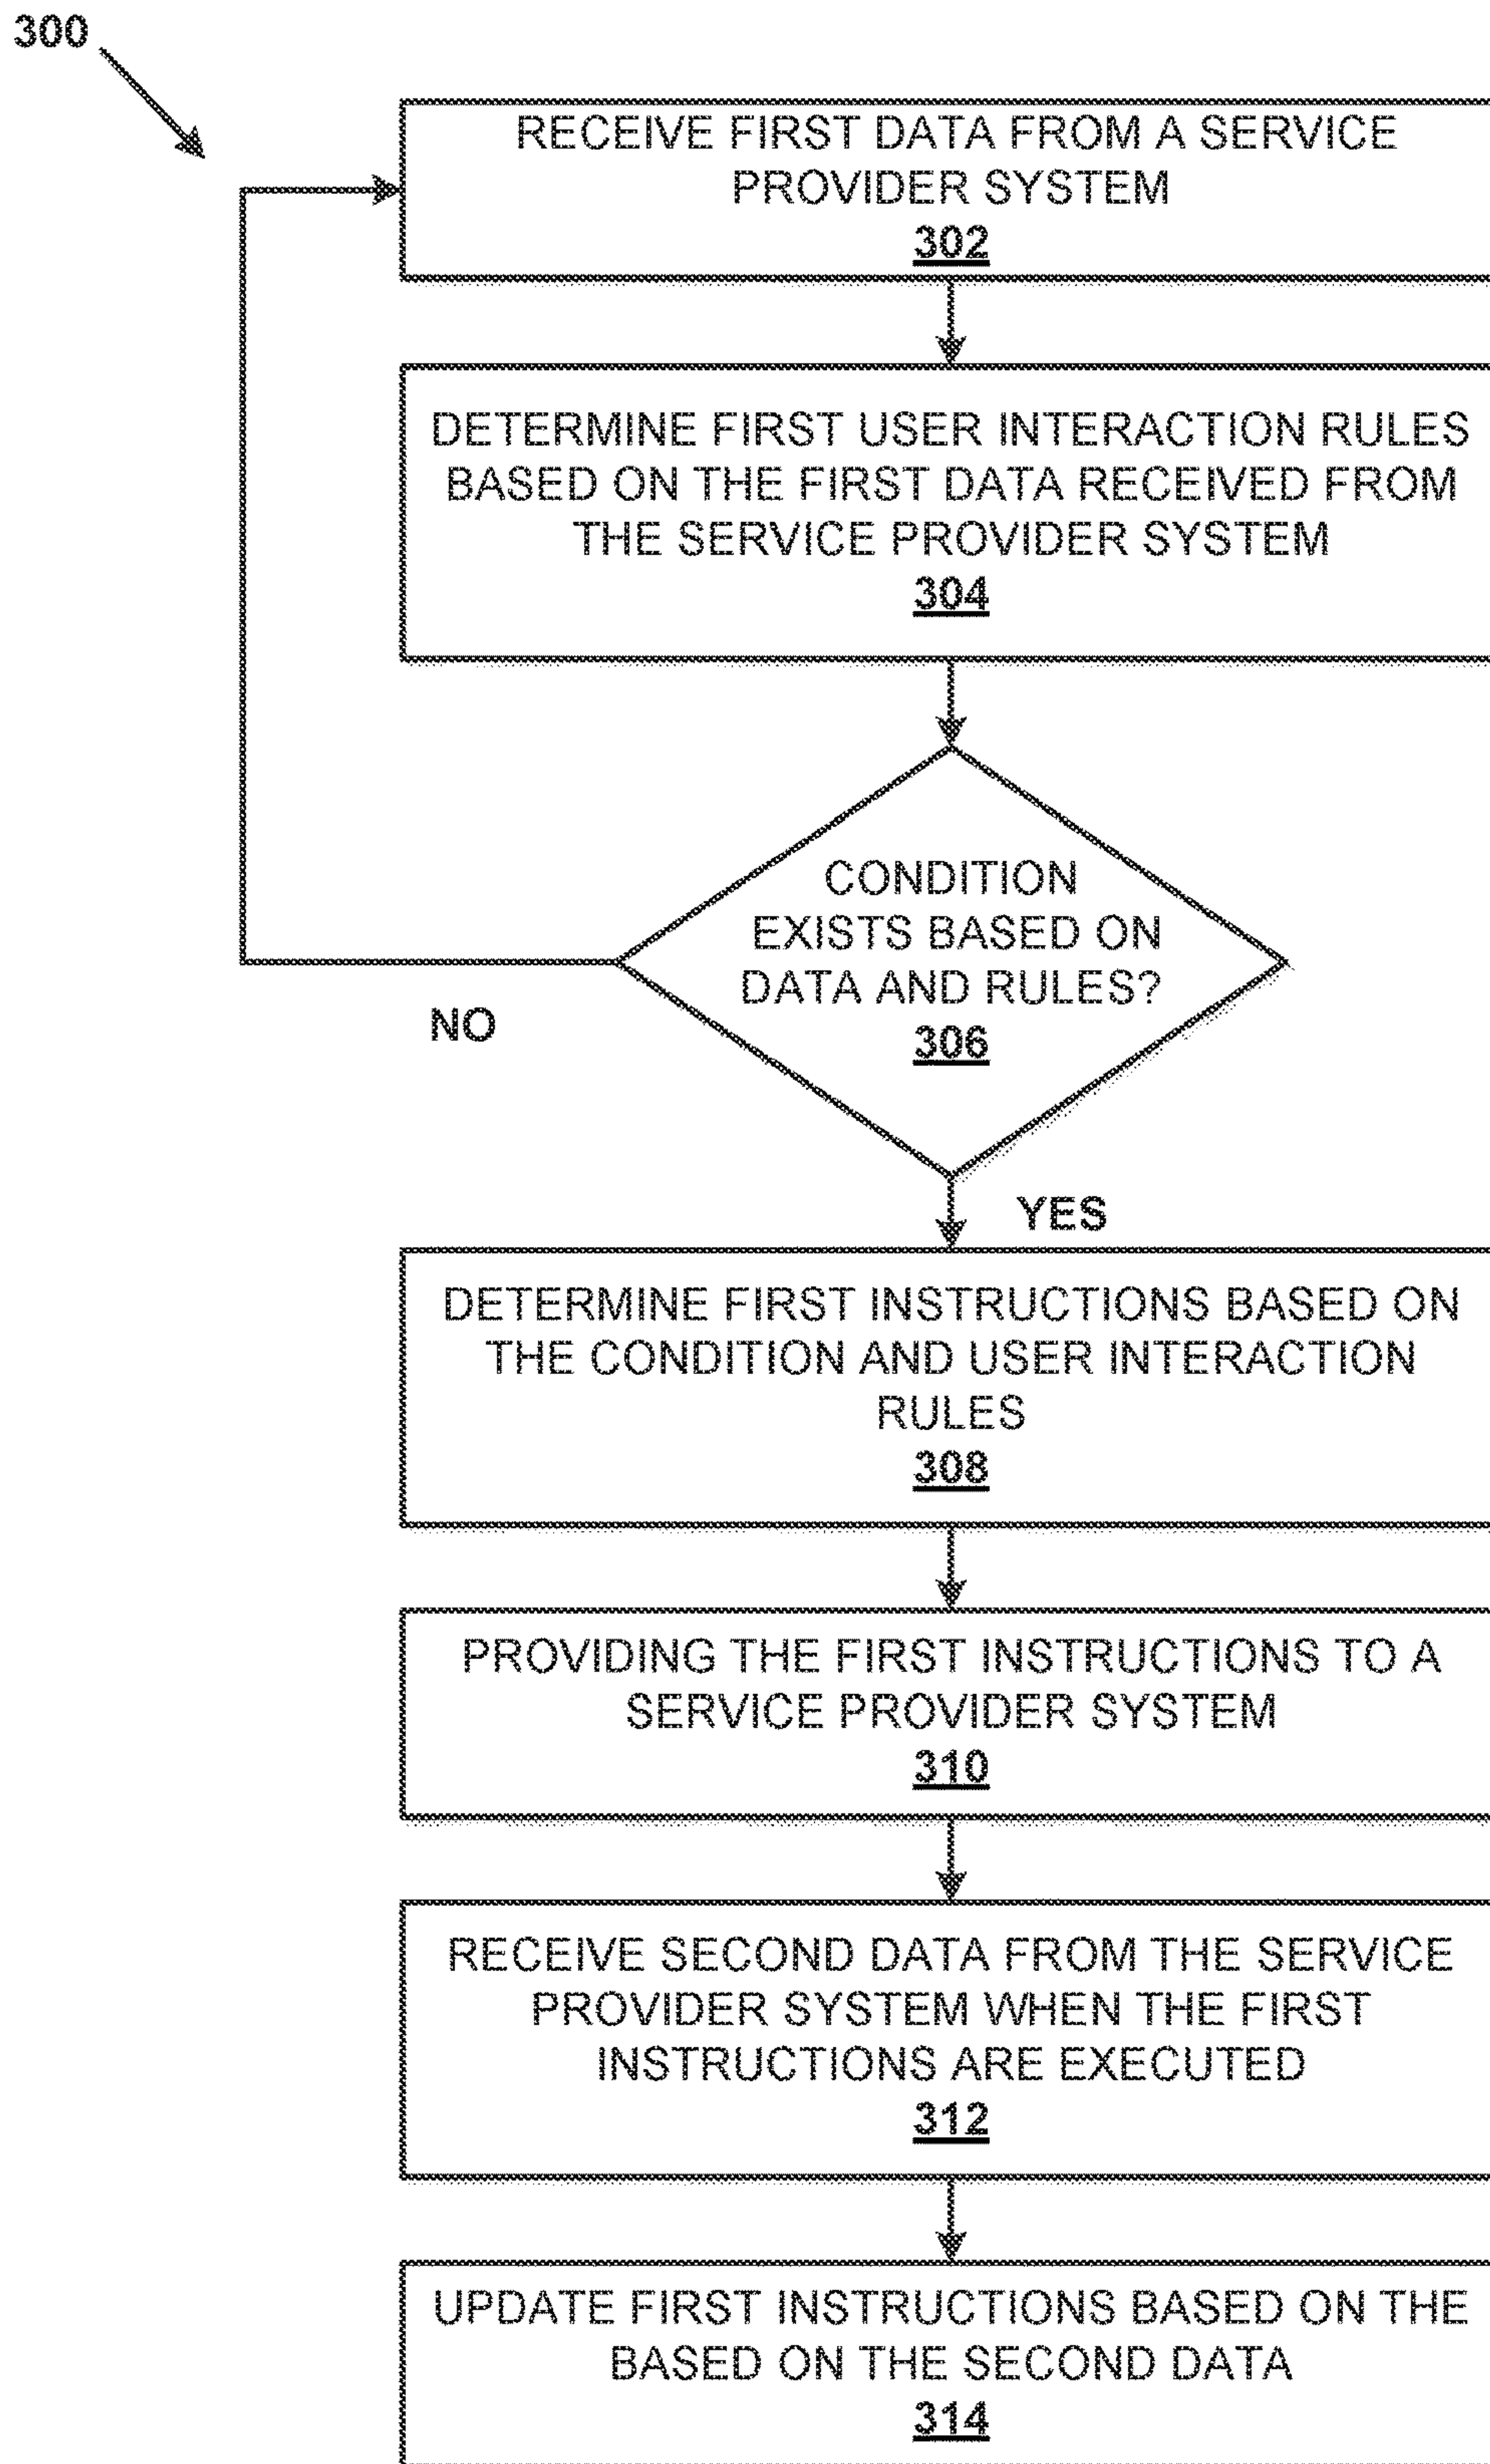 300
RECEIVE FIRST DATA FROM A SERVICE
PROVIDER SYSTEM
302
DETERMINE FIRST USER INTERACTION RULES
BASED ON THE FIRST DATA RECEIVED FROM
THE SERVICE PROVIDER SYSTEM
304
CONDITION
EXISTS BASED ON
DATA AND RULES?
306
NO
YES
DETERMINE FIRST INSTRUCTIONS BASED ON
THE CONDITION AND USER INTERACTION
RULES
308
PROVIDING THE FIRST INSTRUCTIONS TO A
SERVICE PROVIDER SYSTEM
310
RECEIVE SECOND DATA FROM THE SERVICE
PROVIDER SYSTEM WHEN THE FIRST
INSTRUCTIONS ARE EXECUTED
312
UPDATE FIRST INSTRUCTIONS BASED ON THE
BASED ON THE SECOND DATA
314